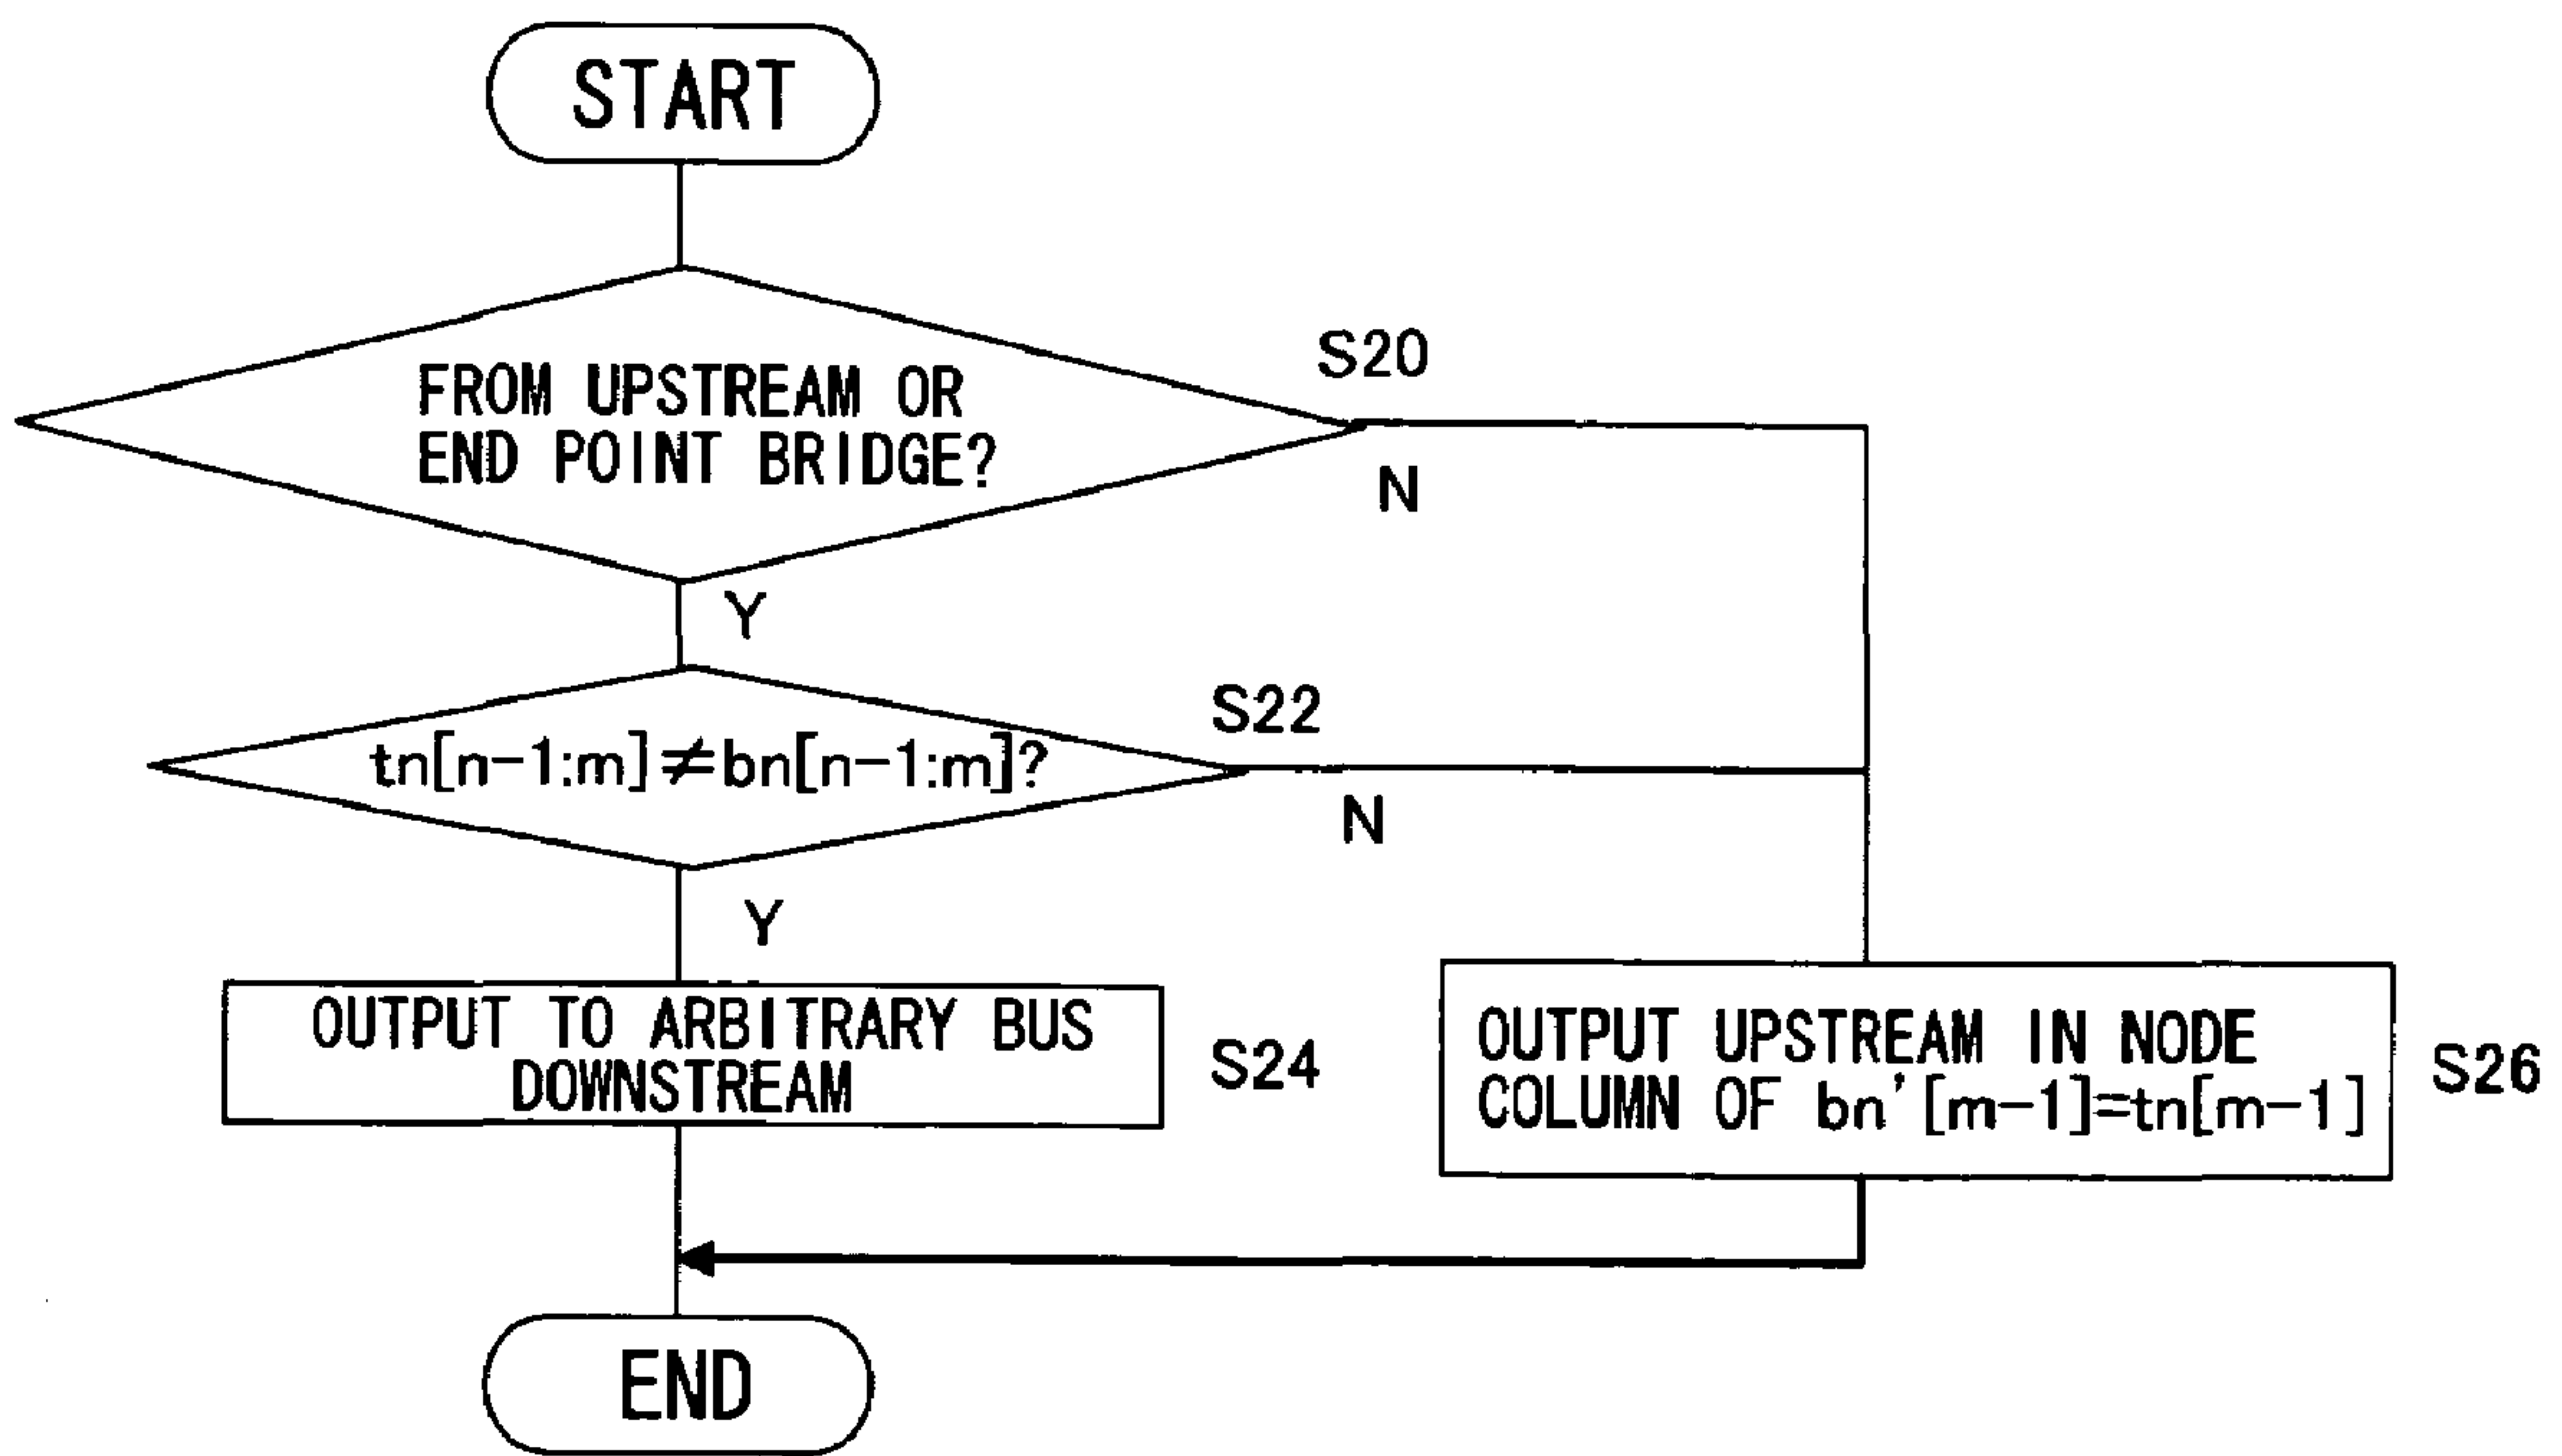 START
S20
FROM UPSTREAM OR
END POINT BRIDGE?
N
Y
S22
tn[n-1:m]≠bn[n-1:m]?
N
Y
OUTPUT TO ARBITRARY BUS
DOWNSTREAM
S24
OUTPUT UPSTREAM IN NODE
COLUMN OF bn'[m-1]=tn[m-1]
S26
END